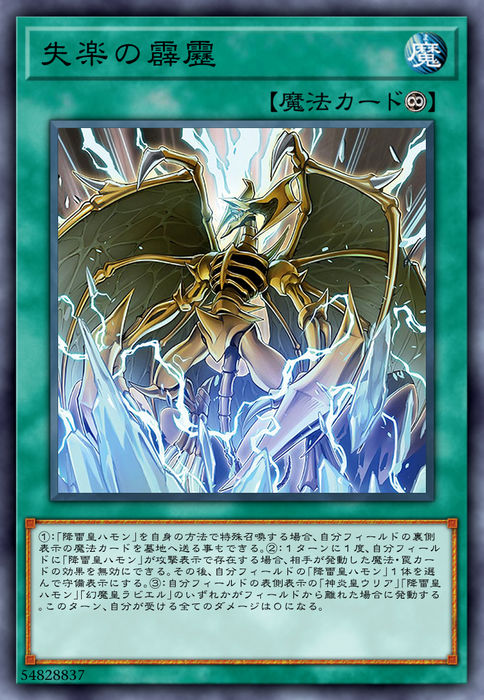 失楽の霹靂
魔
【魔法カード】
①：「降雷皇ハモン」を自身の方法で特殊召喚する場合、自分フィールドの裏側
表示の魔法カードを墓地へ送る事もできる。②：１ターンに１度、自分フィール
ドに「降雷皇ハモン」が攻撃表示で存在する場合、相手が発動した魔法・罠カー
ドの効果を無効にできる。その後、自分フィールドの「降雷皇ハモン」１体を選
んで守備表示にする。③：自分フィールドの表側表示の「神炎皇ウリア」「降雷皇
ハモン」「幻魔皇ラビエル」のいずれかがフィールドから離れた場合に発動す
る。このターン、自分が受ける全てのダメージは０になる。
54828837